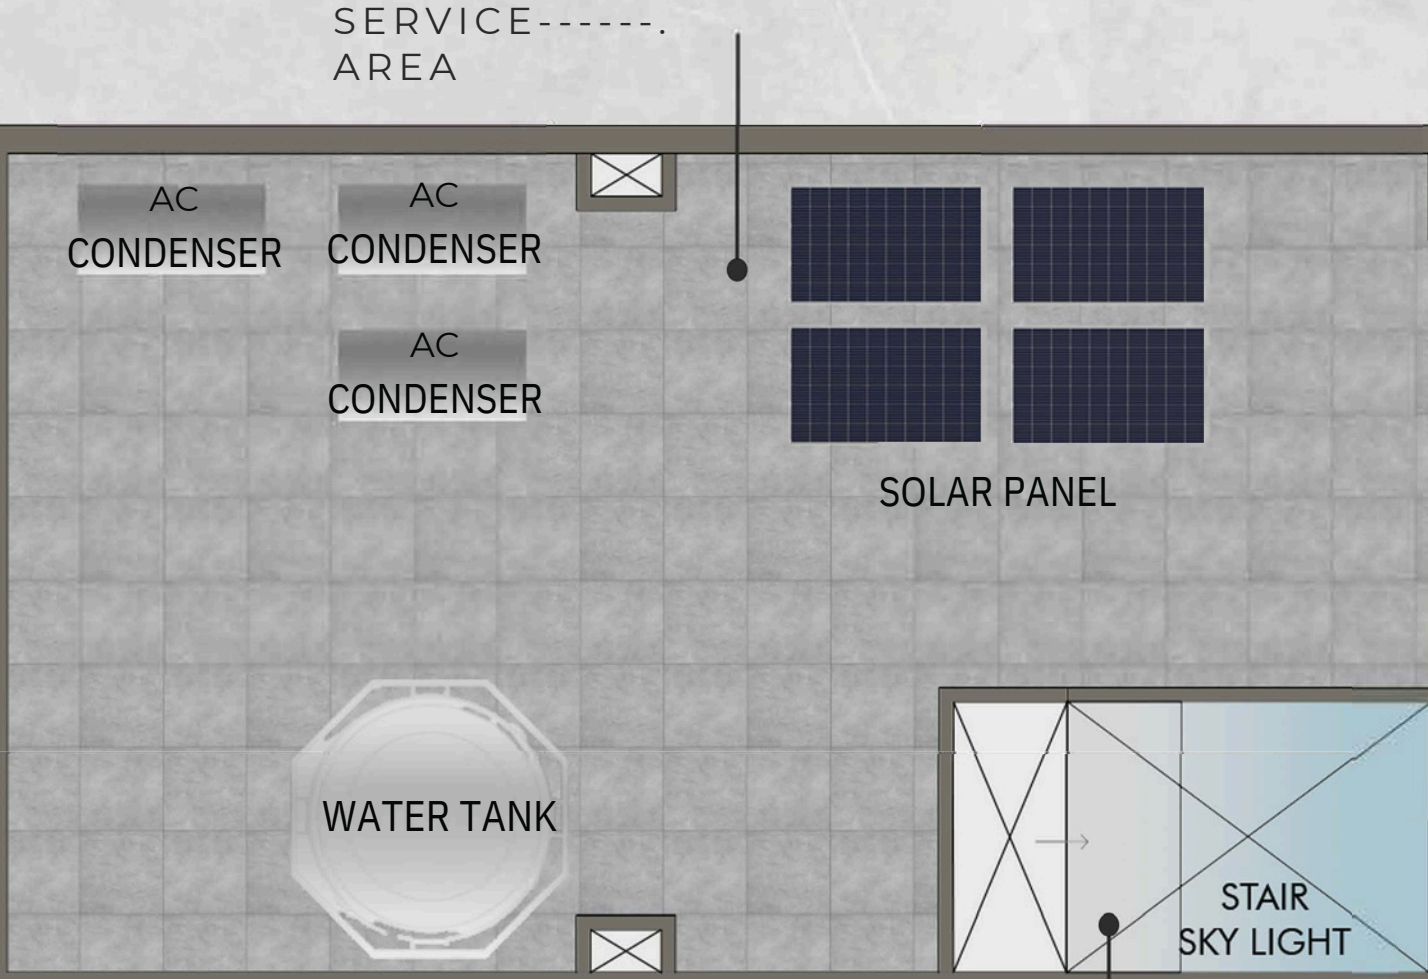 SERVICE------.
AREA
AC
CONDENSER
AC
CONDENSER
AC
CONDENSER
SOLAR PANEL
WATER TANK
STAIR
SKY LIGHT